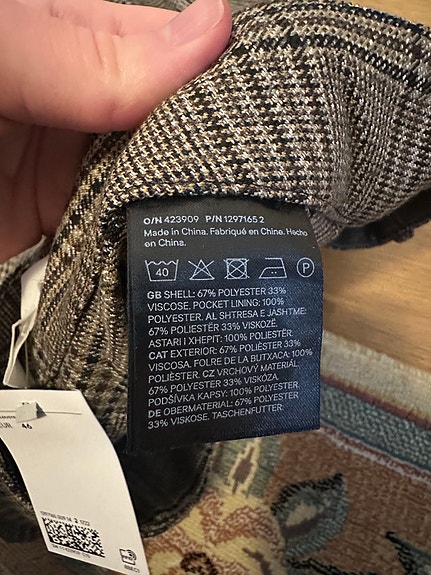 O/N 423909 P/N 1297165 2
Made in China. Fabriqué en Chine. Hecho
en China.
40
P
GB SHELL: 67% POLYESTER 33%
VISCOSE. POCKET LINING: 100%
POLYESTER. AL SHTRESA E JASHTME:
67% POLIESTËR 33% VISKOZË.
ASTARI I XHEPIT: 100% POLIESTËR.
CAT EXTERIOR: 67% POLIÈSTER 33%
VISCOSA. FOLRE DE LA BUTXACA: 100%
POLIÈSTER. CZ VRCHOVÝ MATERIÁL:
67% POLYESTER 33% VISKÓZA.
PODŠÍVKA KAPSY: 100% POLYESTER.
DE OBERMATERIAL: 67% POLYESTER
33% VISKOSE. TASCHENFUTTER:
EUR 46